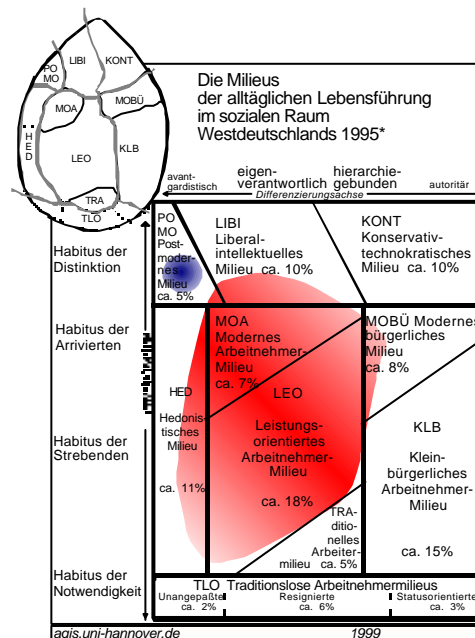 LIBI
KONT
PO
MO
MOA
MOBÜ
H
E
D
LEO
KLB
TRA
TLO
Die Milieus
der alltäglichen Lebensführung
im sozialen Raum
Westdeutschlands 1995*
avant-
gardistisch
eigen-
verantwortlich
hierarchie-
gebunden
autoritär
Differenzierungsachse
Habitus der
Distinktion
Habitus der
Arrivierten
Habitus der
Strebenden
Habitus der
Notwendigkeit
PO
MO
Post-
moder-
nes
Milieu
ca. 5%
LIBI
Liberal-
intellektuelles
Milieu ca. 10%
KONT
Konservativ-
technokratisches
Milieu ca. 10%
MOA
Modernes
Arbeitnehmer-
Milieu
ca. 7%
MOBÜ Modernes
bürgerliches
Milieu
ca. 8%
HED
Hedonis-
tisches
Milieu
ca. 11%
LEO
Leistungs-
orientiertes
Arbeitnehmer-
Milieu
ca. 18%
KLB
Klein-
bürgerliches
Arbeitnehmer-
Milieu
ca. 15%
TRA-
ditio-
nelles
Arbeiter-
milieu ca. 5%
TLO Traditionslose Arbeitnehmermilieus
Unangepaßte
ca. 2%
Resignierte
ca. 6%
Statusorientierte
ca. 3%
agis.uni-hannover.de 1999